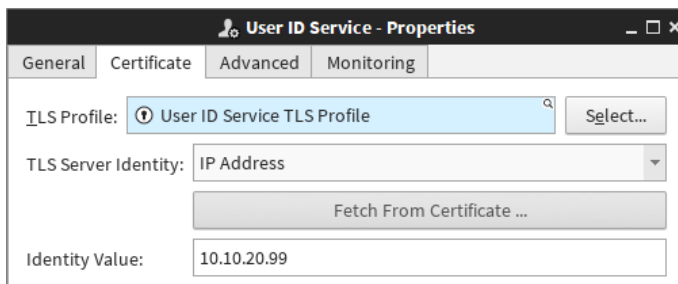 User ID Service - Properties
General Certificate Advanced Monitoring
TLS Profile: User ID Service TLS Profile Select...
TLS Server Identity: IP Address
Fetch From Certificate ...
Identity Value: 10.10.20.99